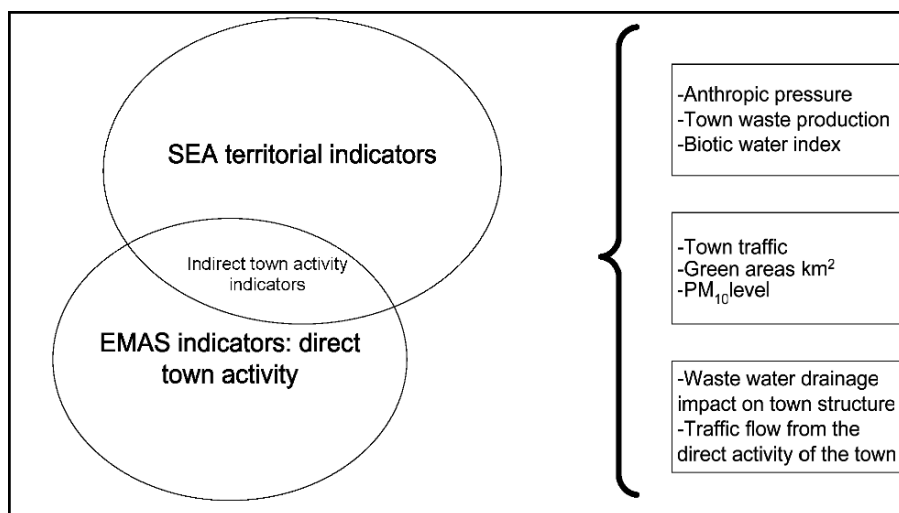 SEA territorial indicators
Indirect town activity
indicators
EMAS indicators: direct
town activity
-Anthropic pressure
-Town waste production
-Biotic water index
-Town traffic
-Green areas km²
-PM₁₀level
-Waste water drainage
impact on town structure
-Traffic flow from the
direct activity of the town